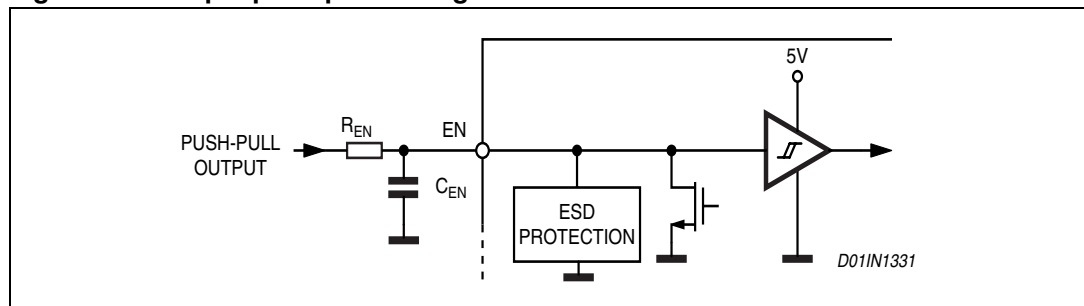 5V
R_EN
EN
PUSH-PULL
OUTPUT
C_EN
ESD
PROTECTION
D01IN1331